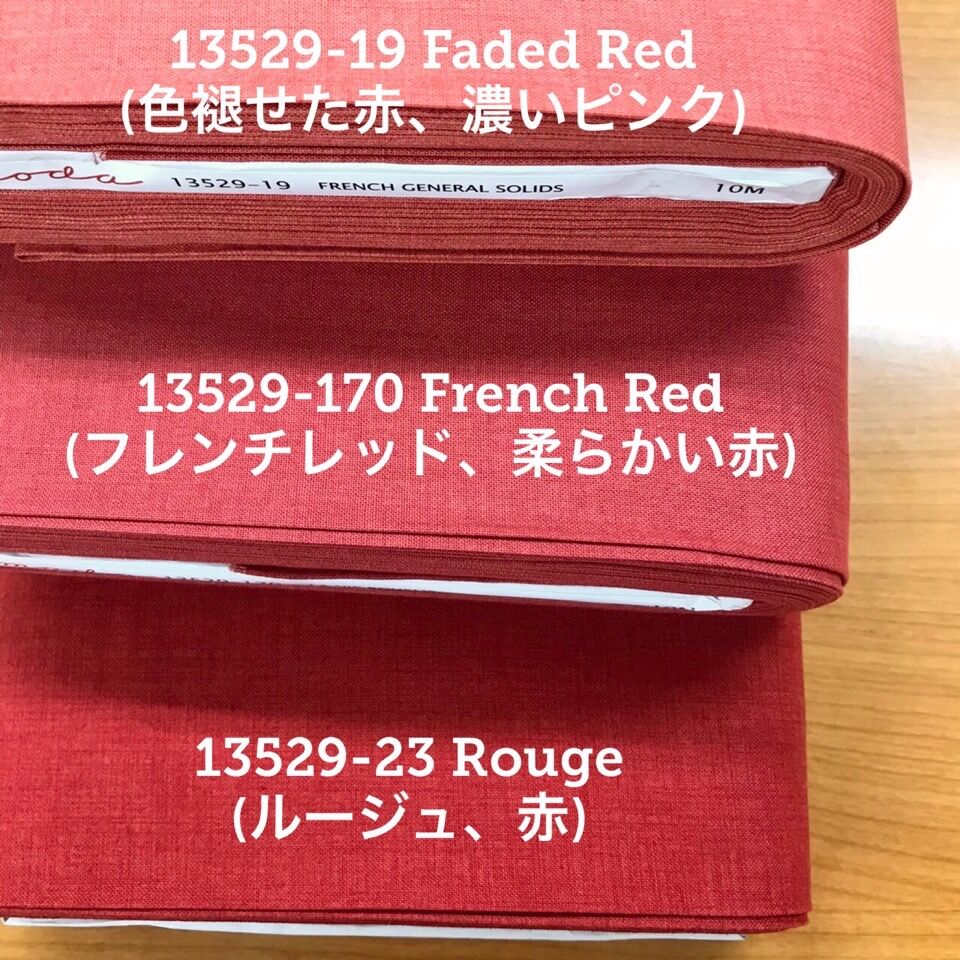 13529-19 Faded Red
(色褪せた赤、濃いピンク)
oda 13529-19 FRENCH GENERAL SOLIDS 10M
13529-170 French Red
(フレンチレッド、柔らかい赤)
13529-23 Rouge
(ルージュ、赤)